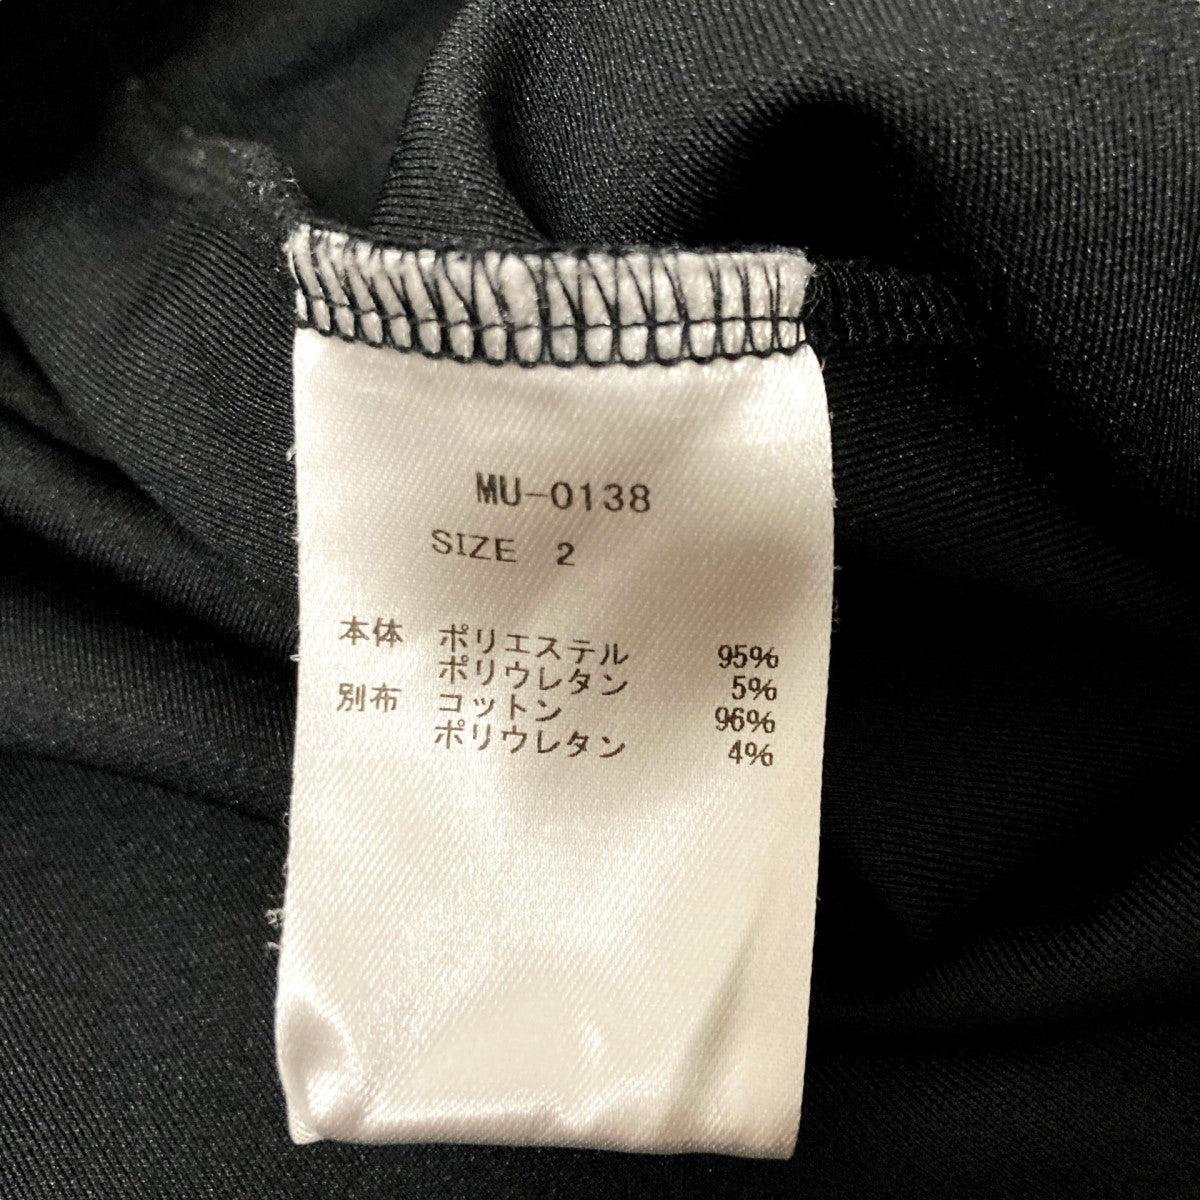 MU-0138
SIZE 2
本体 ポリエステル 95%
ポリウレタン 5%
別布 コットン 96%
ポリウレタン 4%